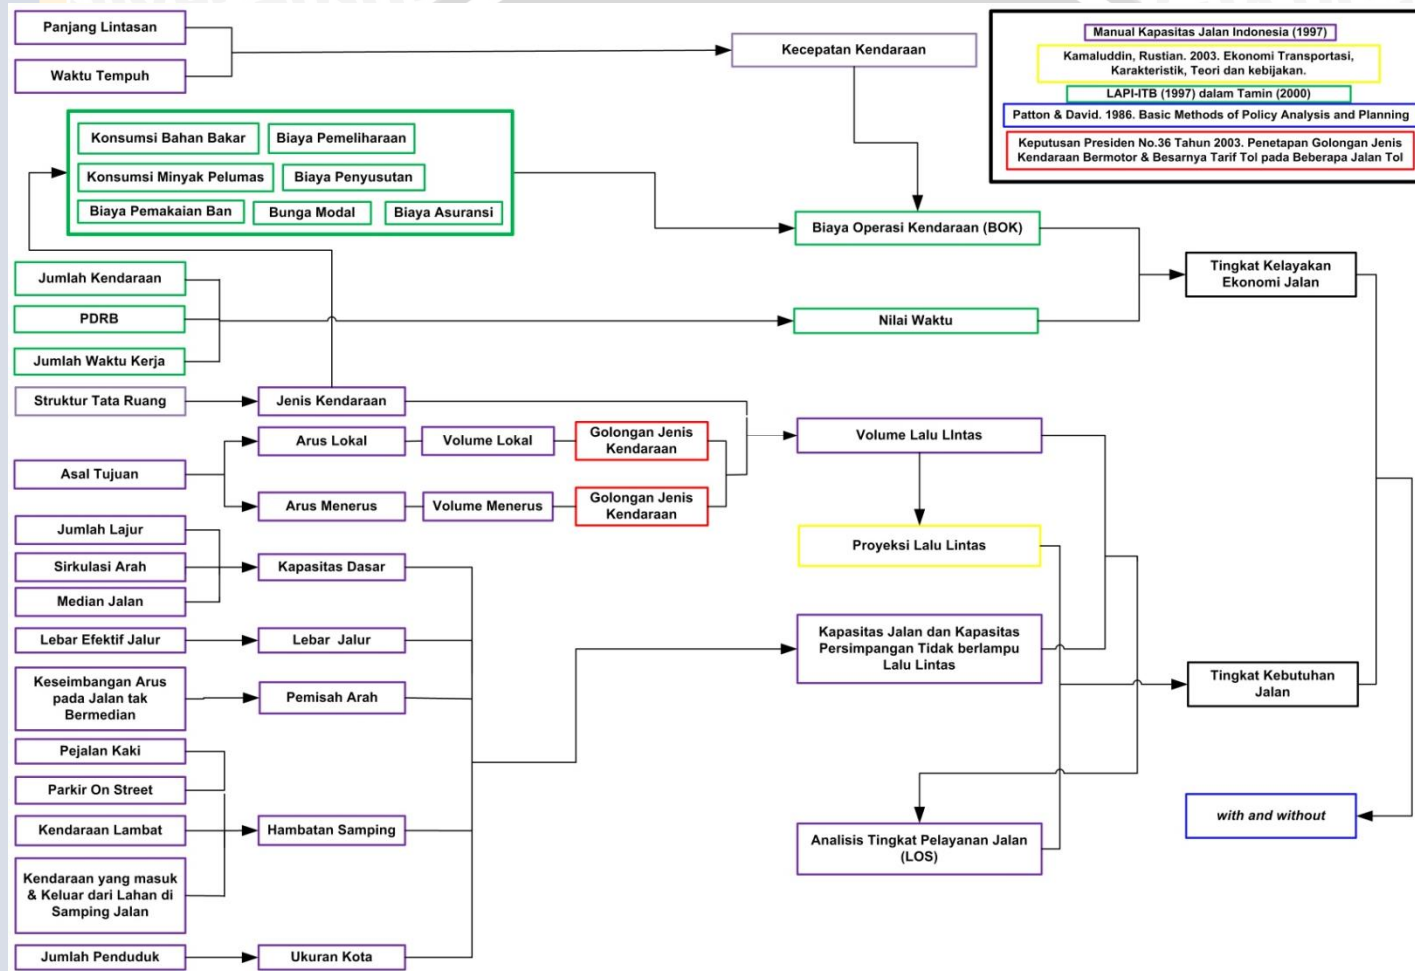 Panjang Lintasan
Waktu Tempuh
Kecepatan Kendaraan
Manual Kapasitas Jalan Indonesia (1997)
Kamaluddin, Rustian. 2003. Ekonomi Transportasi,
Karakteristik, Teori dan kebijakan.
LAPI-ITB (1997) dalam Tamin (2000)
Patton & David. 1986. Basic Methods of Policy Analysis and Planning
Keputusan Presiden No.36 Tahun 2003. Penetapan Golongan Jenis
Kendaraan Bermotor & Besarnya Tarif Tol pada Beberapa Jalan Tol
Konsumsi Bahan Bakar
Biaya Pemeliharaan
Konsumsi Minyak Pelumas
Biaya Penyusutan
Biaya Pemakaian Ban
Bunga Modal
Biaya Asuransi
Biaya Operasi Kendaraan (BOK)
Jumlah Kendaraan
PDRB
Jumlah Waktu Kerja
Nilai Waktu
Tingkat Kelayakan
Ekonomi Jalan
Struktur Tata Ruang
Jenis Kendaraan
Asal Tujuan
Arus Lokal
Volume Lokal
Golongan Jenis
Kendaraan
Arus Menerus
Volume Menerus
Golongan Jenis
Kendaraan
Volume Lalu LIntas
Proyeksi Lalu Lintas
Jumlah Lajur
Sirkulasi Arah
Median Jalan
Kapasitas Dasar
Lebar Efektif Jalur
Lebar Jalur
Keseimbangan Arus
pada Jalan tak
Bermedian
Pemisah Arah
Kapasitas Jalan dan Kapasitas
Persimpangan Tidak berlampu
Lalu Lintas
Tingkat Kebutuhan
Jalan
Pejalan Kaki
Parkir On Street
Kendaraan Lambat
Kendaraan yang masuk
& Keluar dari Lahan di
Samping Jalan
Hambatan Samping
Analisis Tingkat Pelayanan Jalan
(LOS)
with and without
Jumlah Penduduk
Ukuran Kota